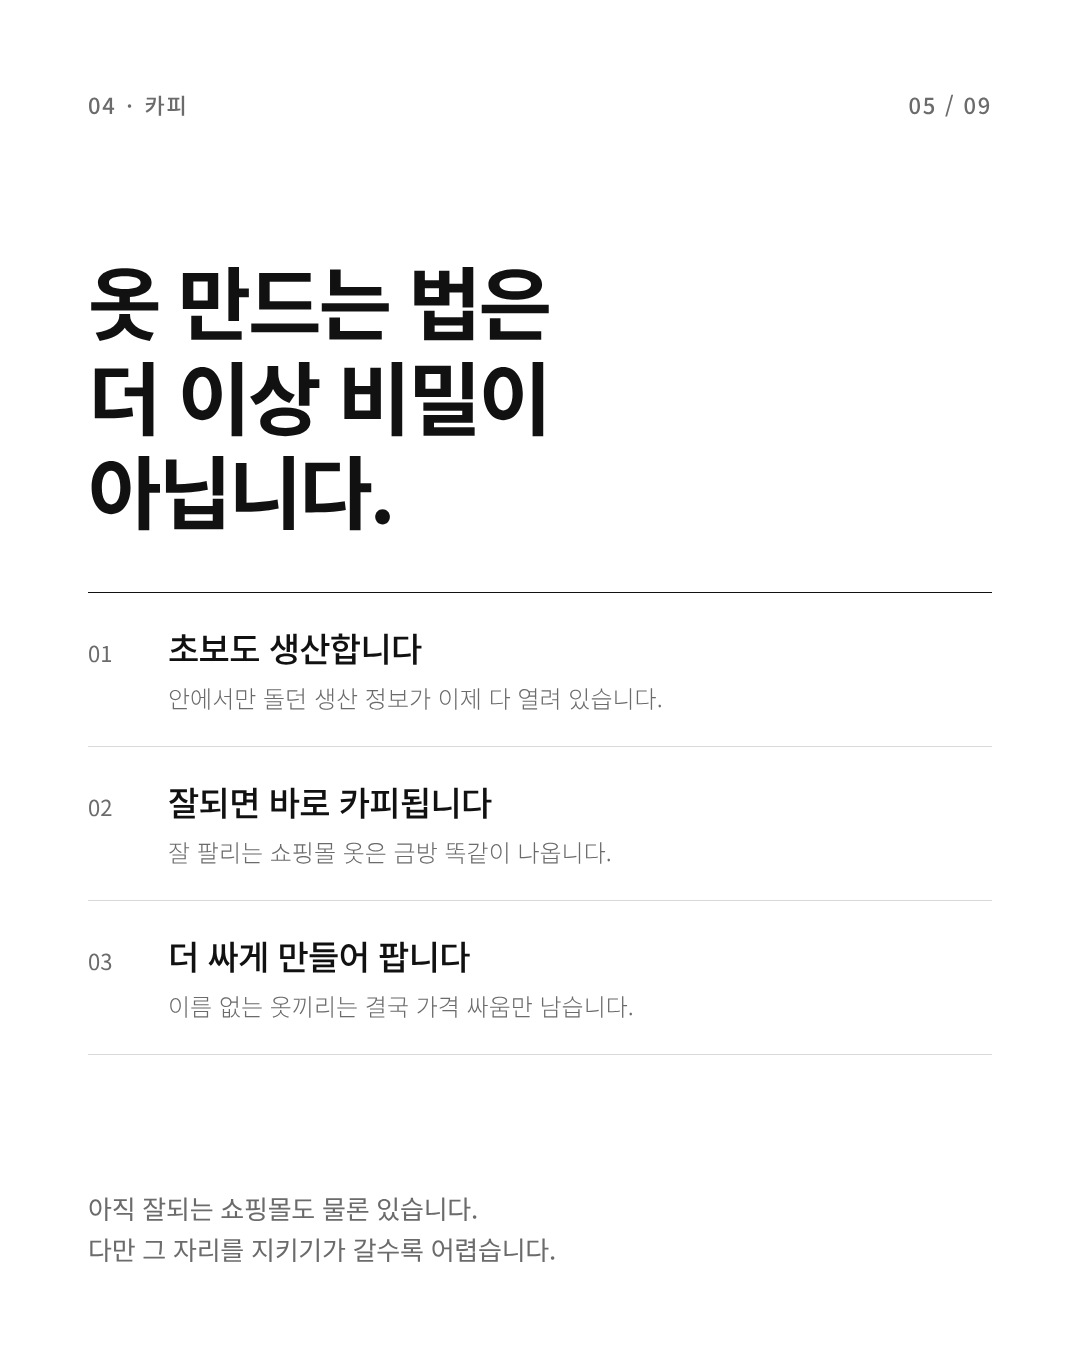 04 · 카피
05 / 09
옷 만드는 법은
더 이상 비밀이
아닙니다.
01
초보도 생산합니다
안에서만 돌던 생산 정보가 이제 다 열려 있습니다.
02
잘되면 바로 카피됩니다
잘 팔리는 쇼핑몰 옷은 금방 똑같이 나옵니다.
03
더 싸게 만들어 팝니다
이름 없는 옷끼리는 결국 가격 싸움만 남습니다.
아직 잘되는 쇼핑몰도 물론 있습니다.
다만 그 자리를 지키기가 갈수록 어렵습니다.